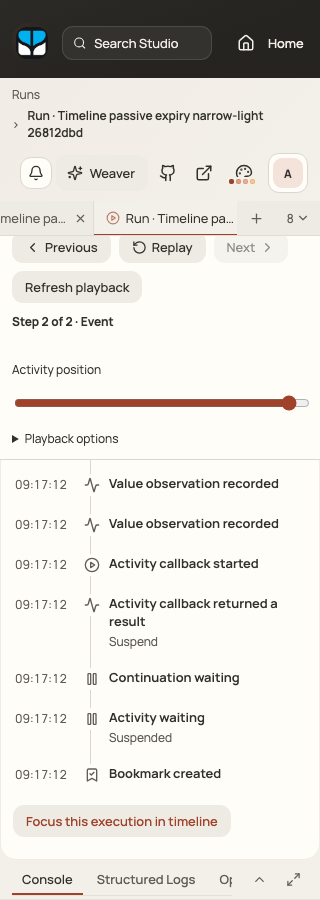 Search Studio
Home
Runs
Run · Timeline passive expiry narrow-light
26812dbd
Weaver
A
meline pa...
Run · Timeline pa...
8
Previous
Replay
Next
Refresh playback
Step 2 of 2 · Event
Activity position
Playback options
09:17:12 Value observation recorded
09:17:12 Value observation recorded
09:17:12 Activity callback started
09:17:12 Activity callback returned a
result
Suspend
09:17:12 Continuation waiting
09:17:12 Activity waiting
Suspended
09:17:12 Bookmark created
Focus this execution in timeline
Console
Structured Logs